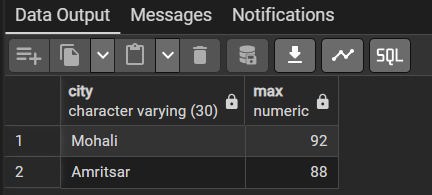 Data Output Messages Notifications
SQL
city max
character varying (30) numeric
1 Mohali 92
2 Amritsar 88